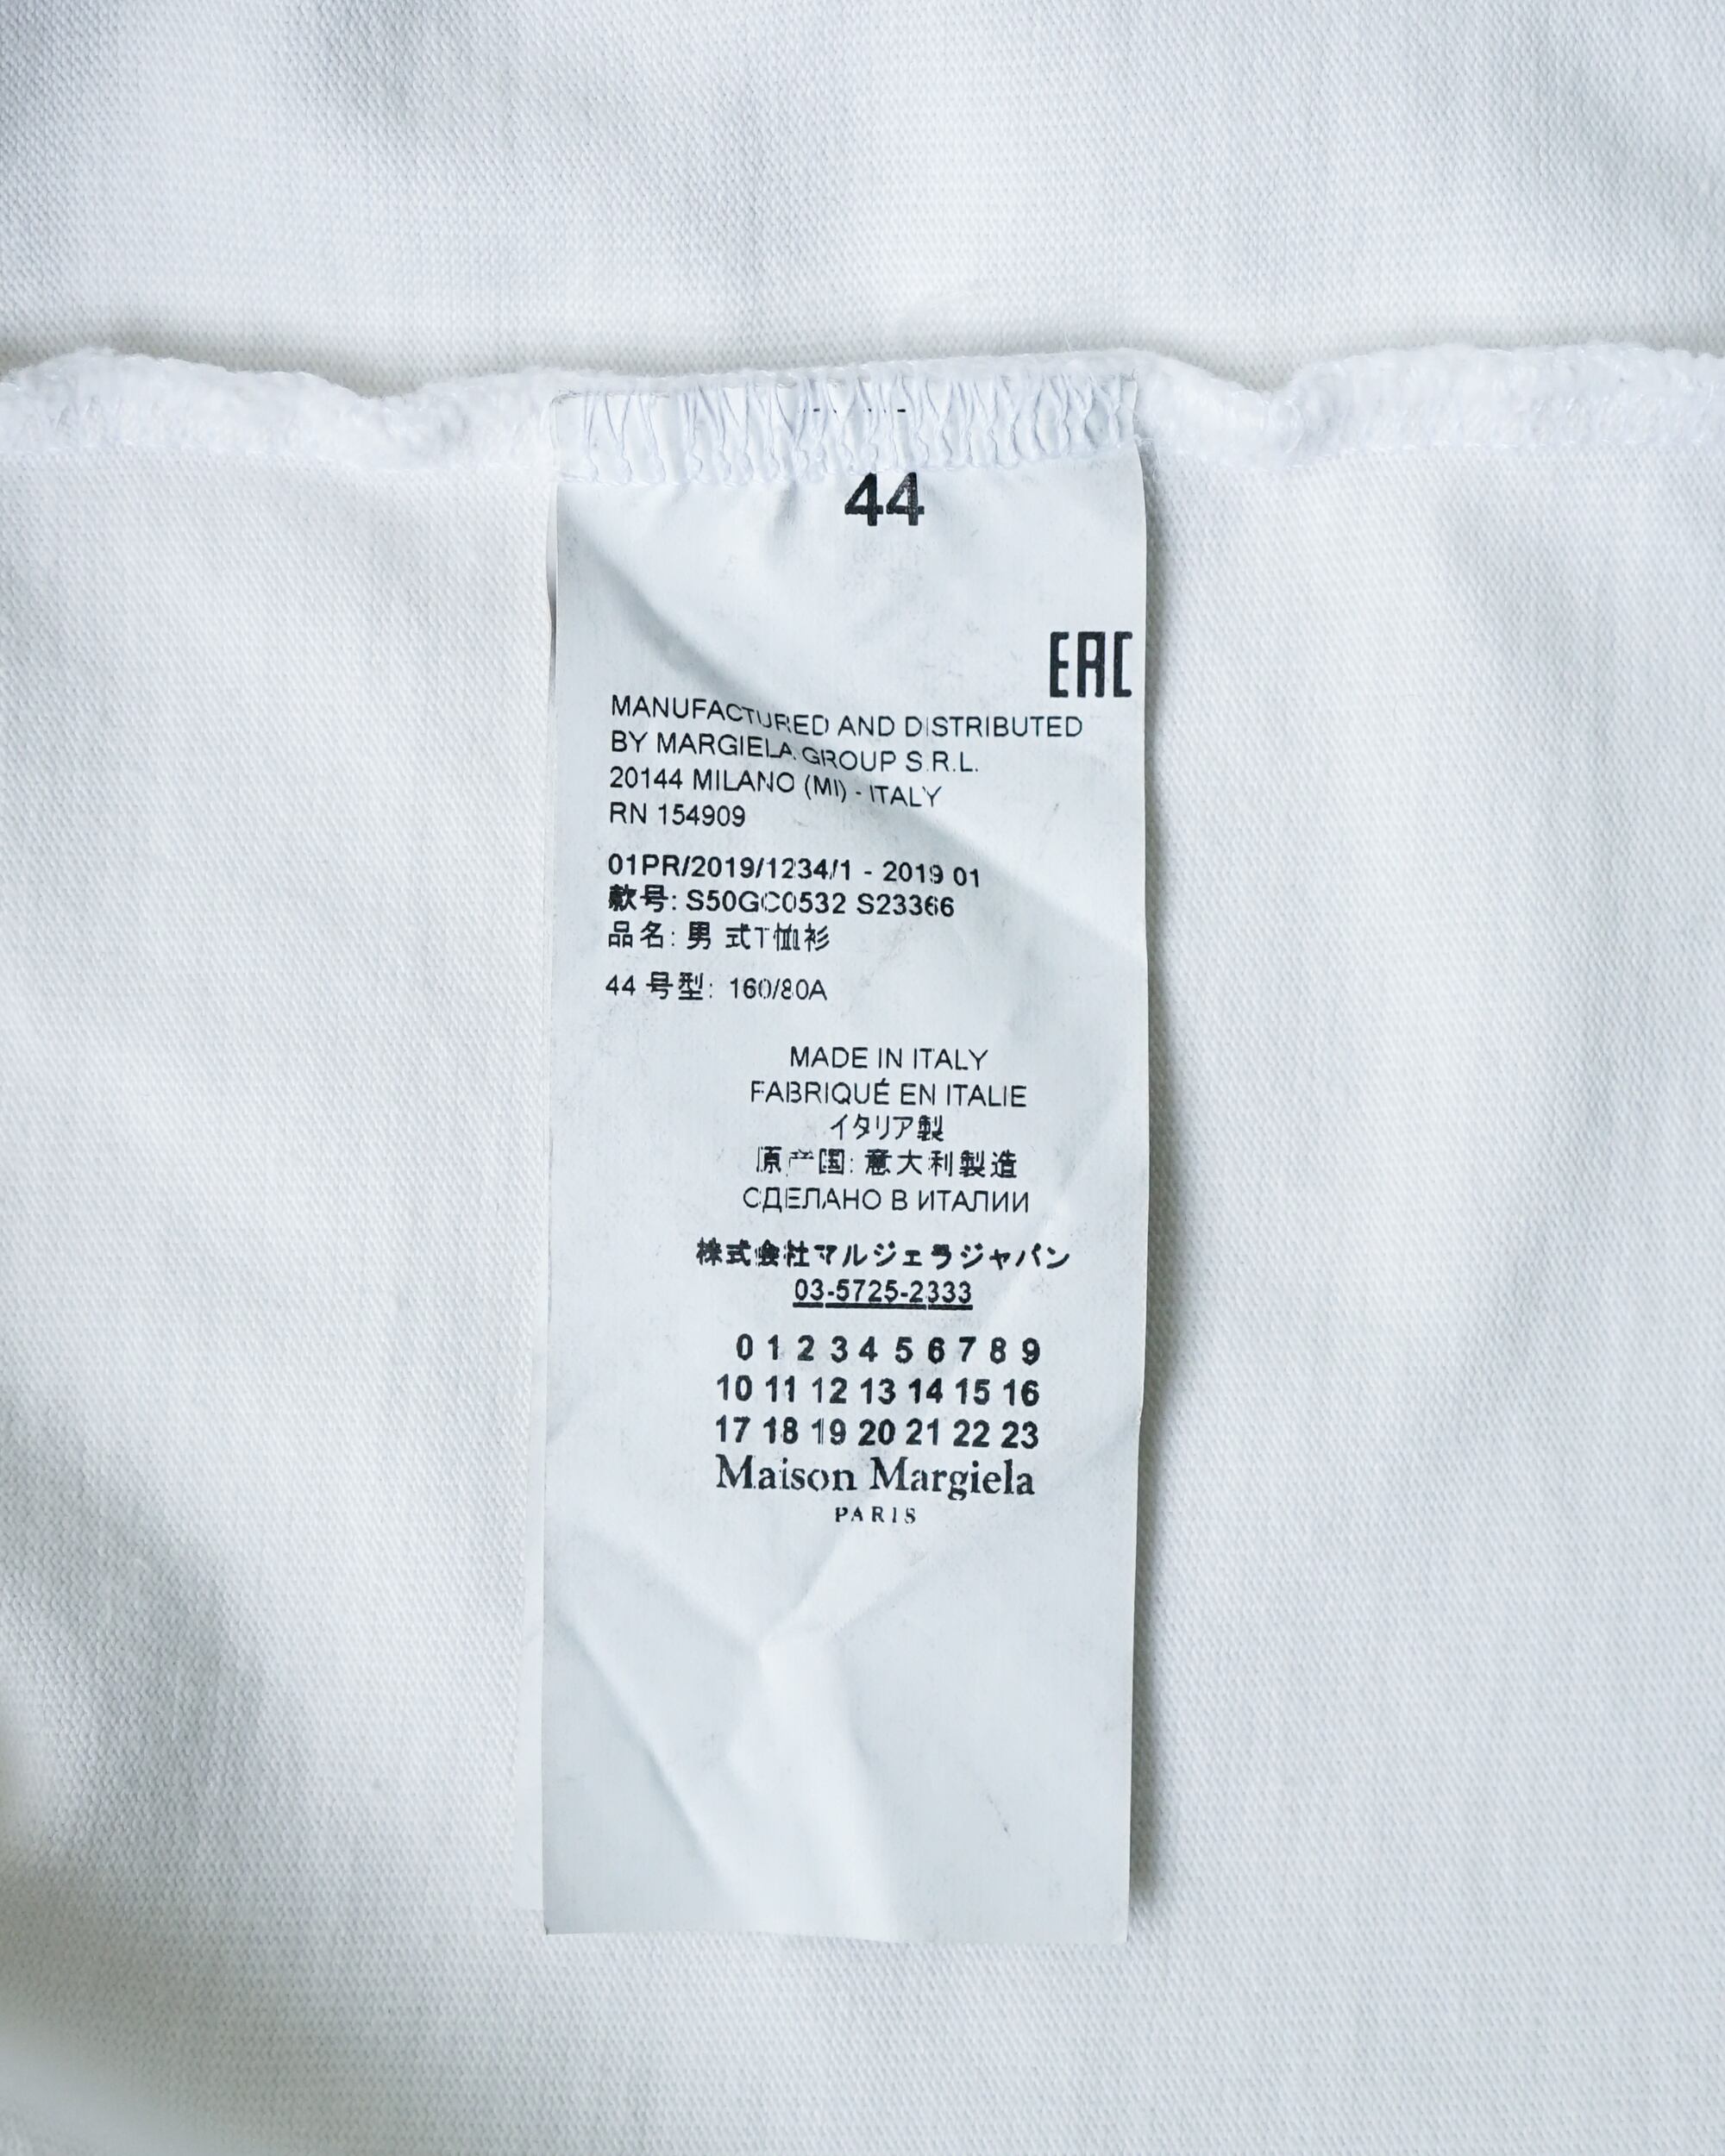 44
EAC
MANUFACTURED AND DISTRIBUTED
BY MARGIELA GROUP S.R.L.
20144 MILANO (MI) - ITALY
RN 154909
01PR/2019/1234/1 - 2019 01
款号: S50GC0532 S23366
品名: 男 式T恤衫
44 号型: 160/80A
MADE IN ITALY
FABRIQUÉ EN ITALIE
イタリア製
原产国: 意大利製造
СДЕЛАНО В ИТАЛИИ
株式会社マルジェラジャパン
03-5725-2333
0 1 2 3 4 5 6 7 8 9
10 11 12 13 14 15 16
17 18 19 20 21 22 23
Maison Margiela
PARIS